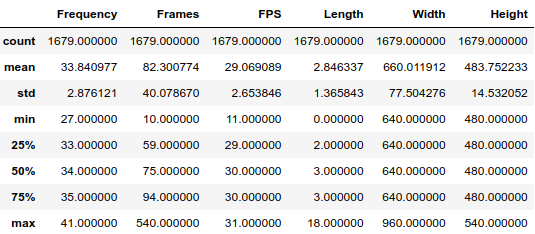 Frequency Frames FPS Length Width Height
count 1679.000000 1679.000000 1679.000000 1679.000000 1679.000000 1679.000000
mean 33.840977 82.300774 29.069089 2.846337 660.011912 483.752233
std 2.876121 40.078670 2.653846 1.365843 77.504276 14.532052
min 27.000000 10.000000 11.000000 0.000000 640.000000 480.000000
25% 33.000000 59.000000 29.000000 2.000000 640.000000 480.000000
50% 34.000000 75.000000 30.000000 3.000000 640.000000 480.000000
75% 35.000000 94.000000 30.000000 3.000000 640.000000 480.000000
max 41.000000 540.000000 31.000000 18.000000 960.000000 540.000000